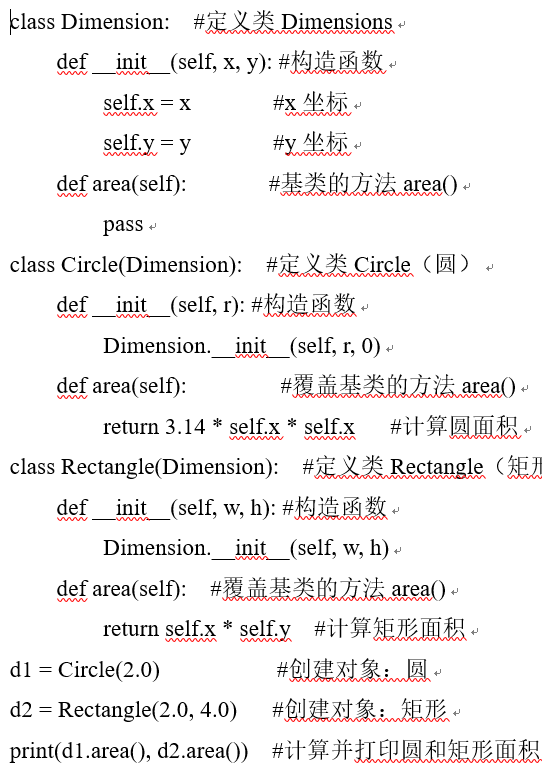 class Dimension: #定义类 Dimensions
def __init__(self, x, y): #构造函数
self.x = x #x 坐标
self.y = y #y 坐标
def area(self): #基类的方法 area()
pass
class Circle(Dimension): #定义类 Circle（圆）
def __init__(self, r): #构造函数
Dimension.__init__(self, r, 0)
def area(self): #覆盖基类的方法 area()
return 3.14 * self.x * self.x #计算圆面积
class Rectangle(Dimension): #定义类 Rectangle（矩形
def __init__(self, w, h): #构造函数
Dimension.__init__(self, w, h)
def area(self): #覆盖基类的方法 area()
return self.x * self.y #计算矩形面积
d1 = Circle(2.0) #创建对象：圆
d2 = Rectangle(2.0, 4.0) #创建对象：矩形
print(d1.area(), d2.area()) #计算并打印圆和矩形面积